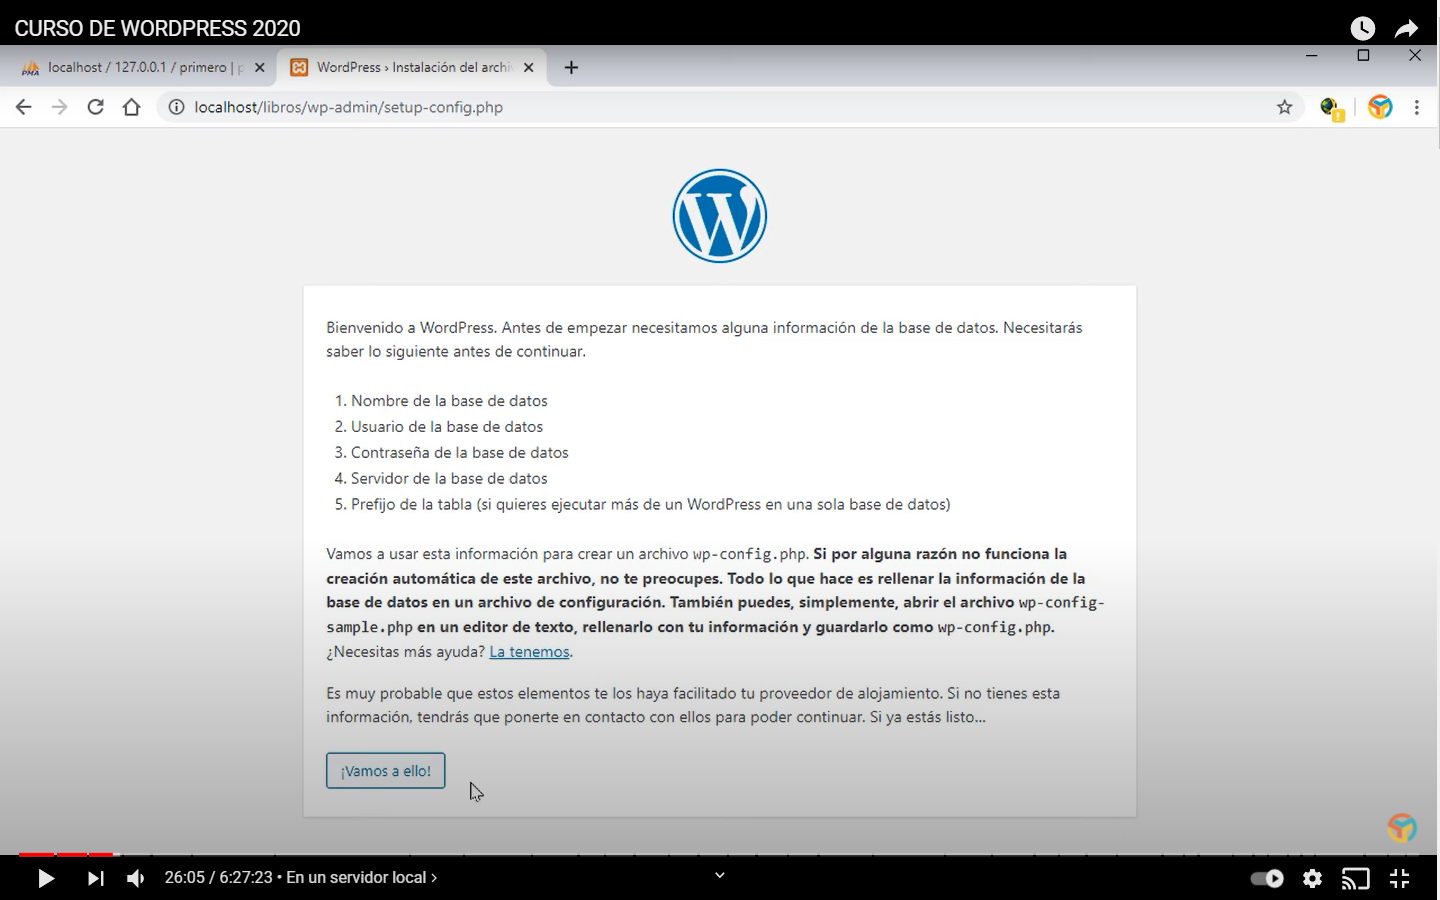 CURSO DE WORDPRESS 2020
localhost / 127.0.0.1 / primero | p
WordPress › Instalación del archi
localhost/libros/wp-admin/setup-config.php
Bienvenido a WordPress. Antes de empezar necesitamos alguna información de la base de datos. Necesitarás
saber lo siguiente antes de continuar.
1. Nombre de la base de datos
2. Usuario de la base de datos
3. Contraseña de la base de datos
4. Servidor de la base de datos
5. Prefijo de la tabla (si quieres ejecutar más de un WordPress en una sola base de datos)
Vamos a usar esta información para crear un archivo wp-config.php. Si por alguna razón no funciona la
creación automática de este archivo, no te preocupes. Todo lo que hace es rellenar la información de la
base de datos en un archivo de configuración. También puedes, simplemente, abrir el archivo wp-config-
sample.php en un editor de texto, rellenarlo con tu información y guardarlo como wp-config.php.
¿Necesitas más ayuda? La tenemos.
Es muy probable que estos elementos te los haya facilitado tu proveedor de alojamiento. Si no tienes esta
información, tendrás que ponerte en contacto con ellos para poder continuar. Si ya estás listo...
¡Vamos a ello!
26:05 / 6:27:23 • En un servidor local ›